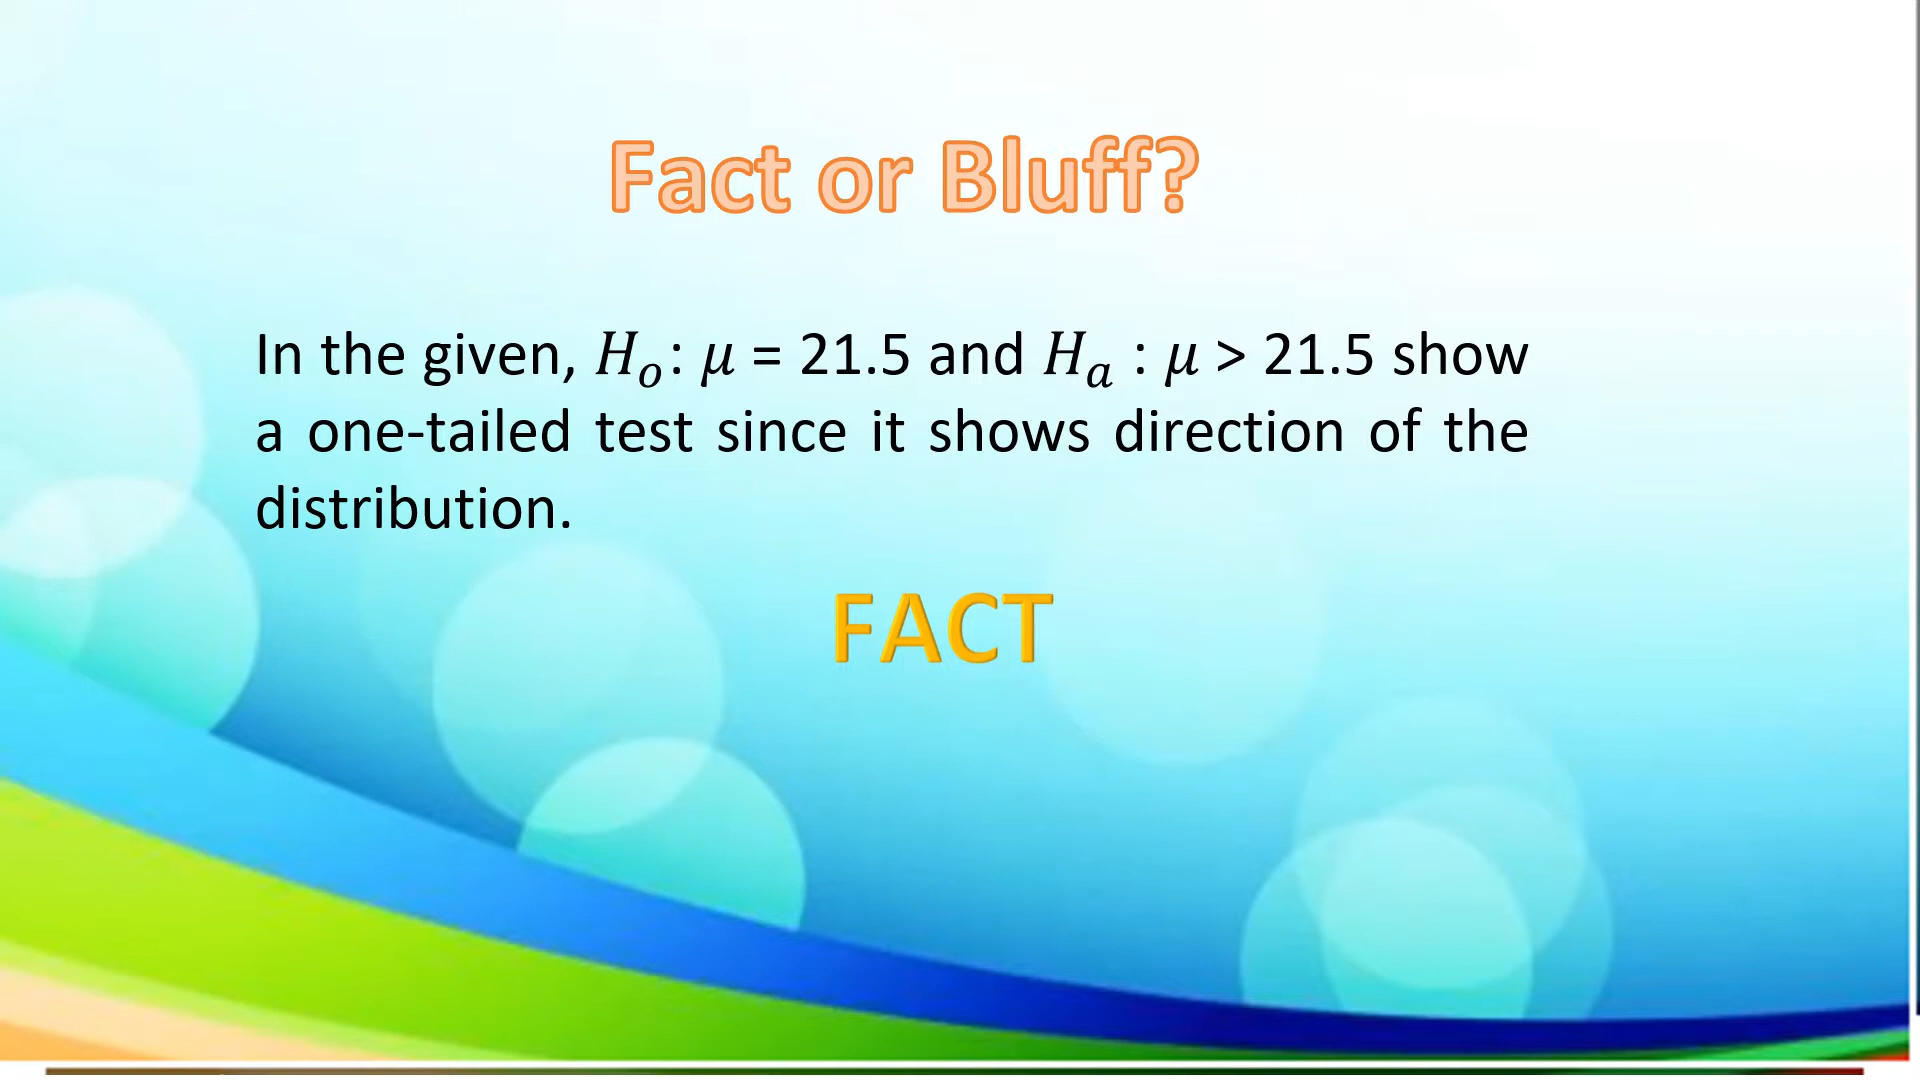 Fact or Bluff?
In the given, 𝐻ₒ: 𝜇 = 21.5 and 𝐻ₐ : 𝜇 > 21.5 show
a one-tailed test since it shows direction of the
distribution.
FACT